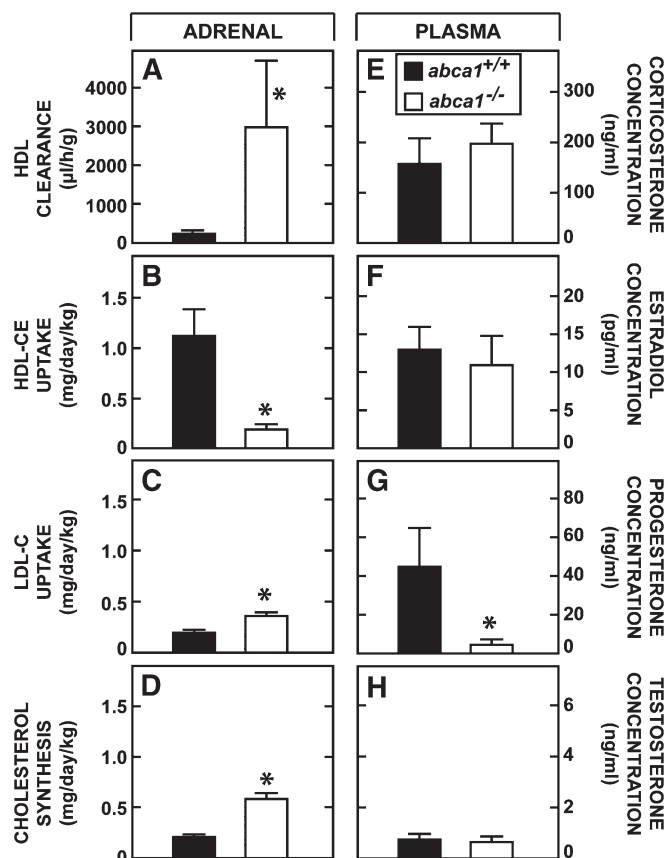 ADRENAL
PLASMA
A
HDL
CLEARANCE
(µl/h/g)
4000
3000
2000
1000
0
*
E
abca1+/+
abca1-/-
300
200
100
0
CORTICOSTERONE
CONCENTRATION
(ng/ml)
B
HDL-CE
UPTAKE
(mg/day/kg)
1.5
1.0
0.5
0
*
F
20
15
10
5
0
ESTRADIOL
CONCENTRATION
(pg/ml)
C
LDL-C
UPTAKE
(mg/day/kg)
1.5
1.0
0.5
0
*
G
80
60
40
20
0
*
PROGESTERONE
CONCENTRATION
(ng/ml)
D
CHOLESTEROL
SYNTHESIS
(mg/day/kg)
1.5
1.0
0.5
0
*
H
6
4
2
0
TESTOSTERONE
CONCENTRATION
(ng/ml)